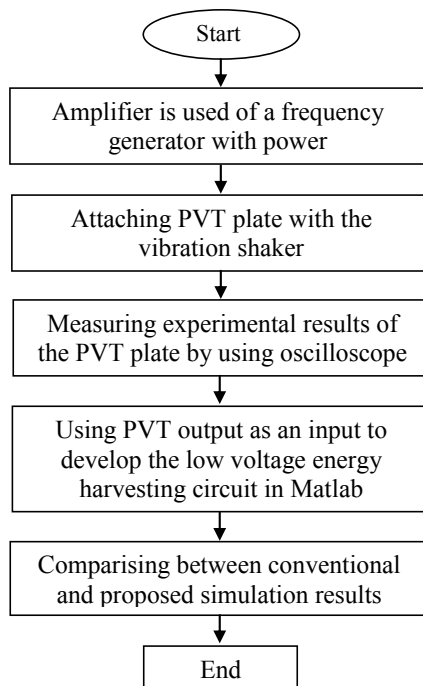 Start
Amplifier is used of a frequency
generator with power
Attaching PVT plate with the
vibration shaker
Measuring experimental results of
the PVT plate by using oscilloscope
Using PVT output as an input to
develop the low voltage energy
harvesting circuit in Matlab
Comparising between conventional
and proposed simulation results
End